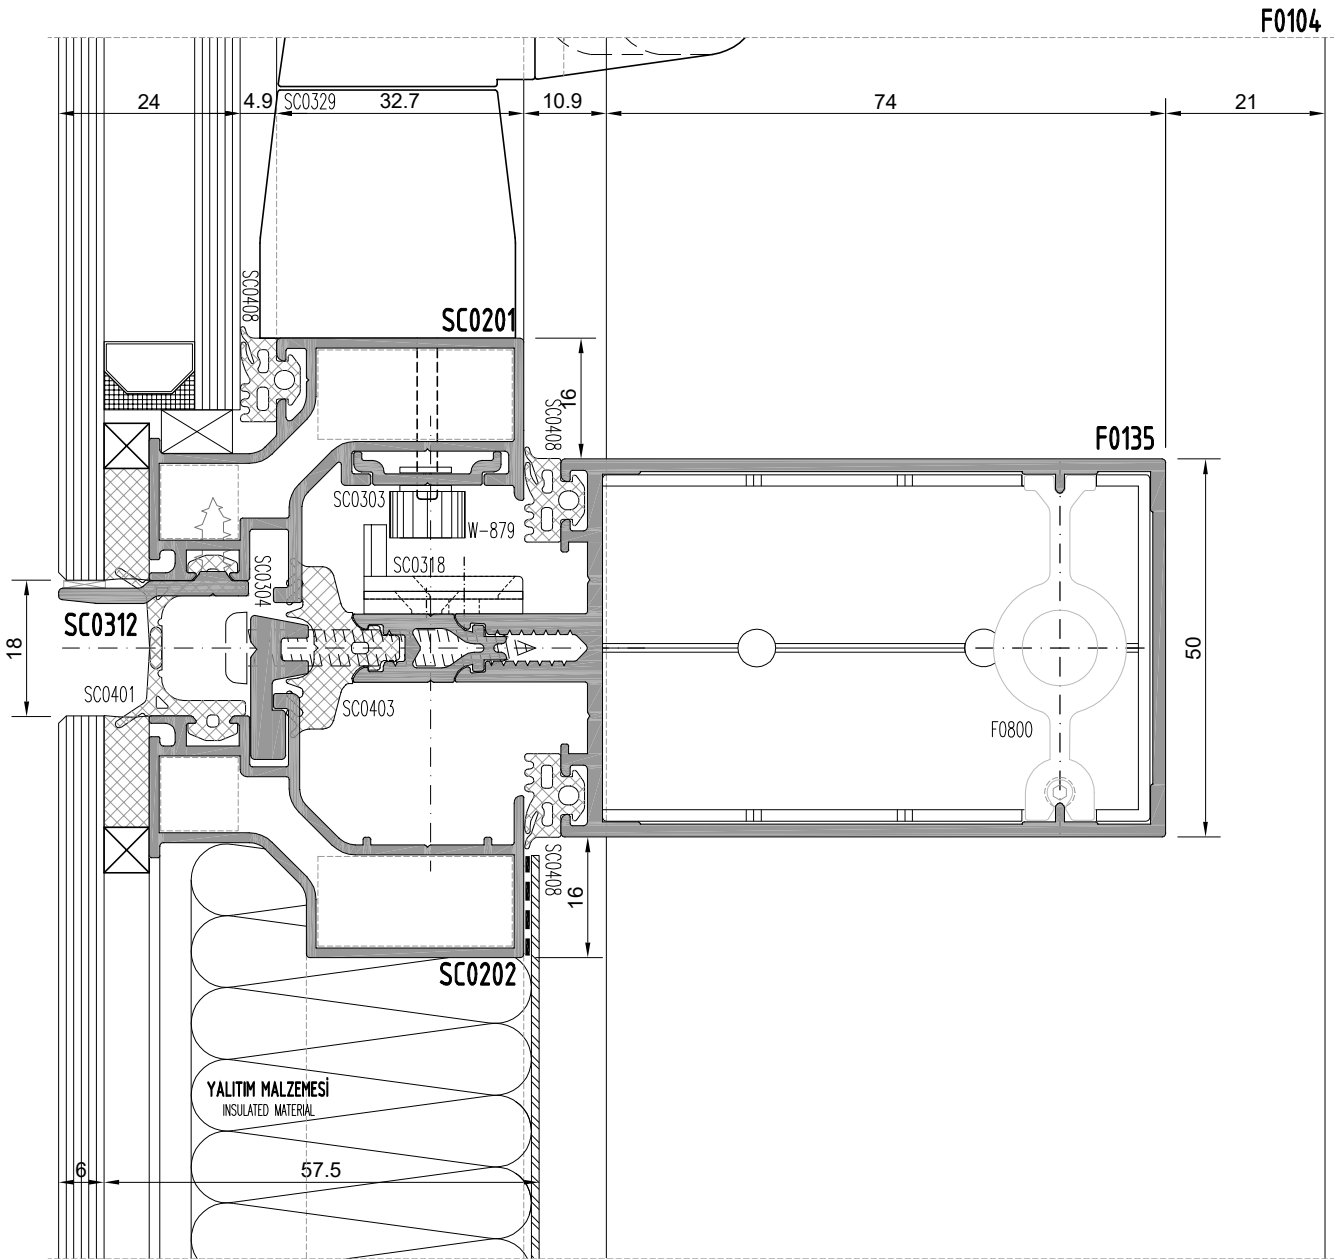 F0104
24
4.9
SC0329
32.7
10.9
74
21
SC0408
SC0201
16
SC0408
F0135
SC0303
W-879
SC0318
SC0304
SC0312
18
50
SC0401
SC0403
F0800
SC0408
16
SC0202
YALITIM MALZEMESİ
INSULATED MATERIAL
6
57.5